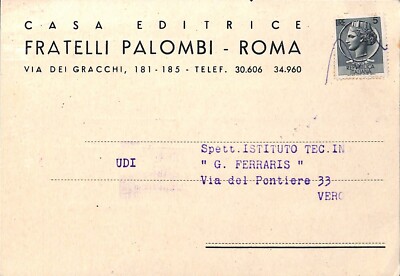 CASA EDITRICE
FRATELLI PALOMBI - ROMA
VIA DEI GRACCHI, 181-185 - TELEF. 30.606 34.960
5
Spett.ISTITUTO TEC.IN
UDI
" G. FERRARIS "
Via del Pontiere 33
VERO